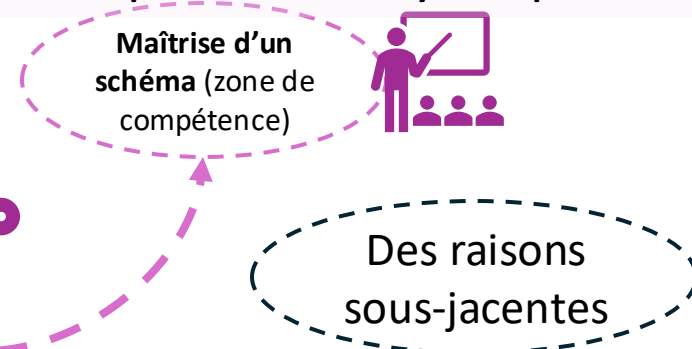 Maîtrise d’un
schéma (zone de
compétence)
Des raisons
sous-jacentes